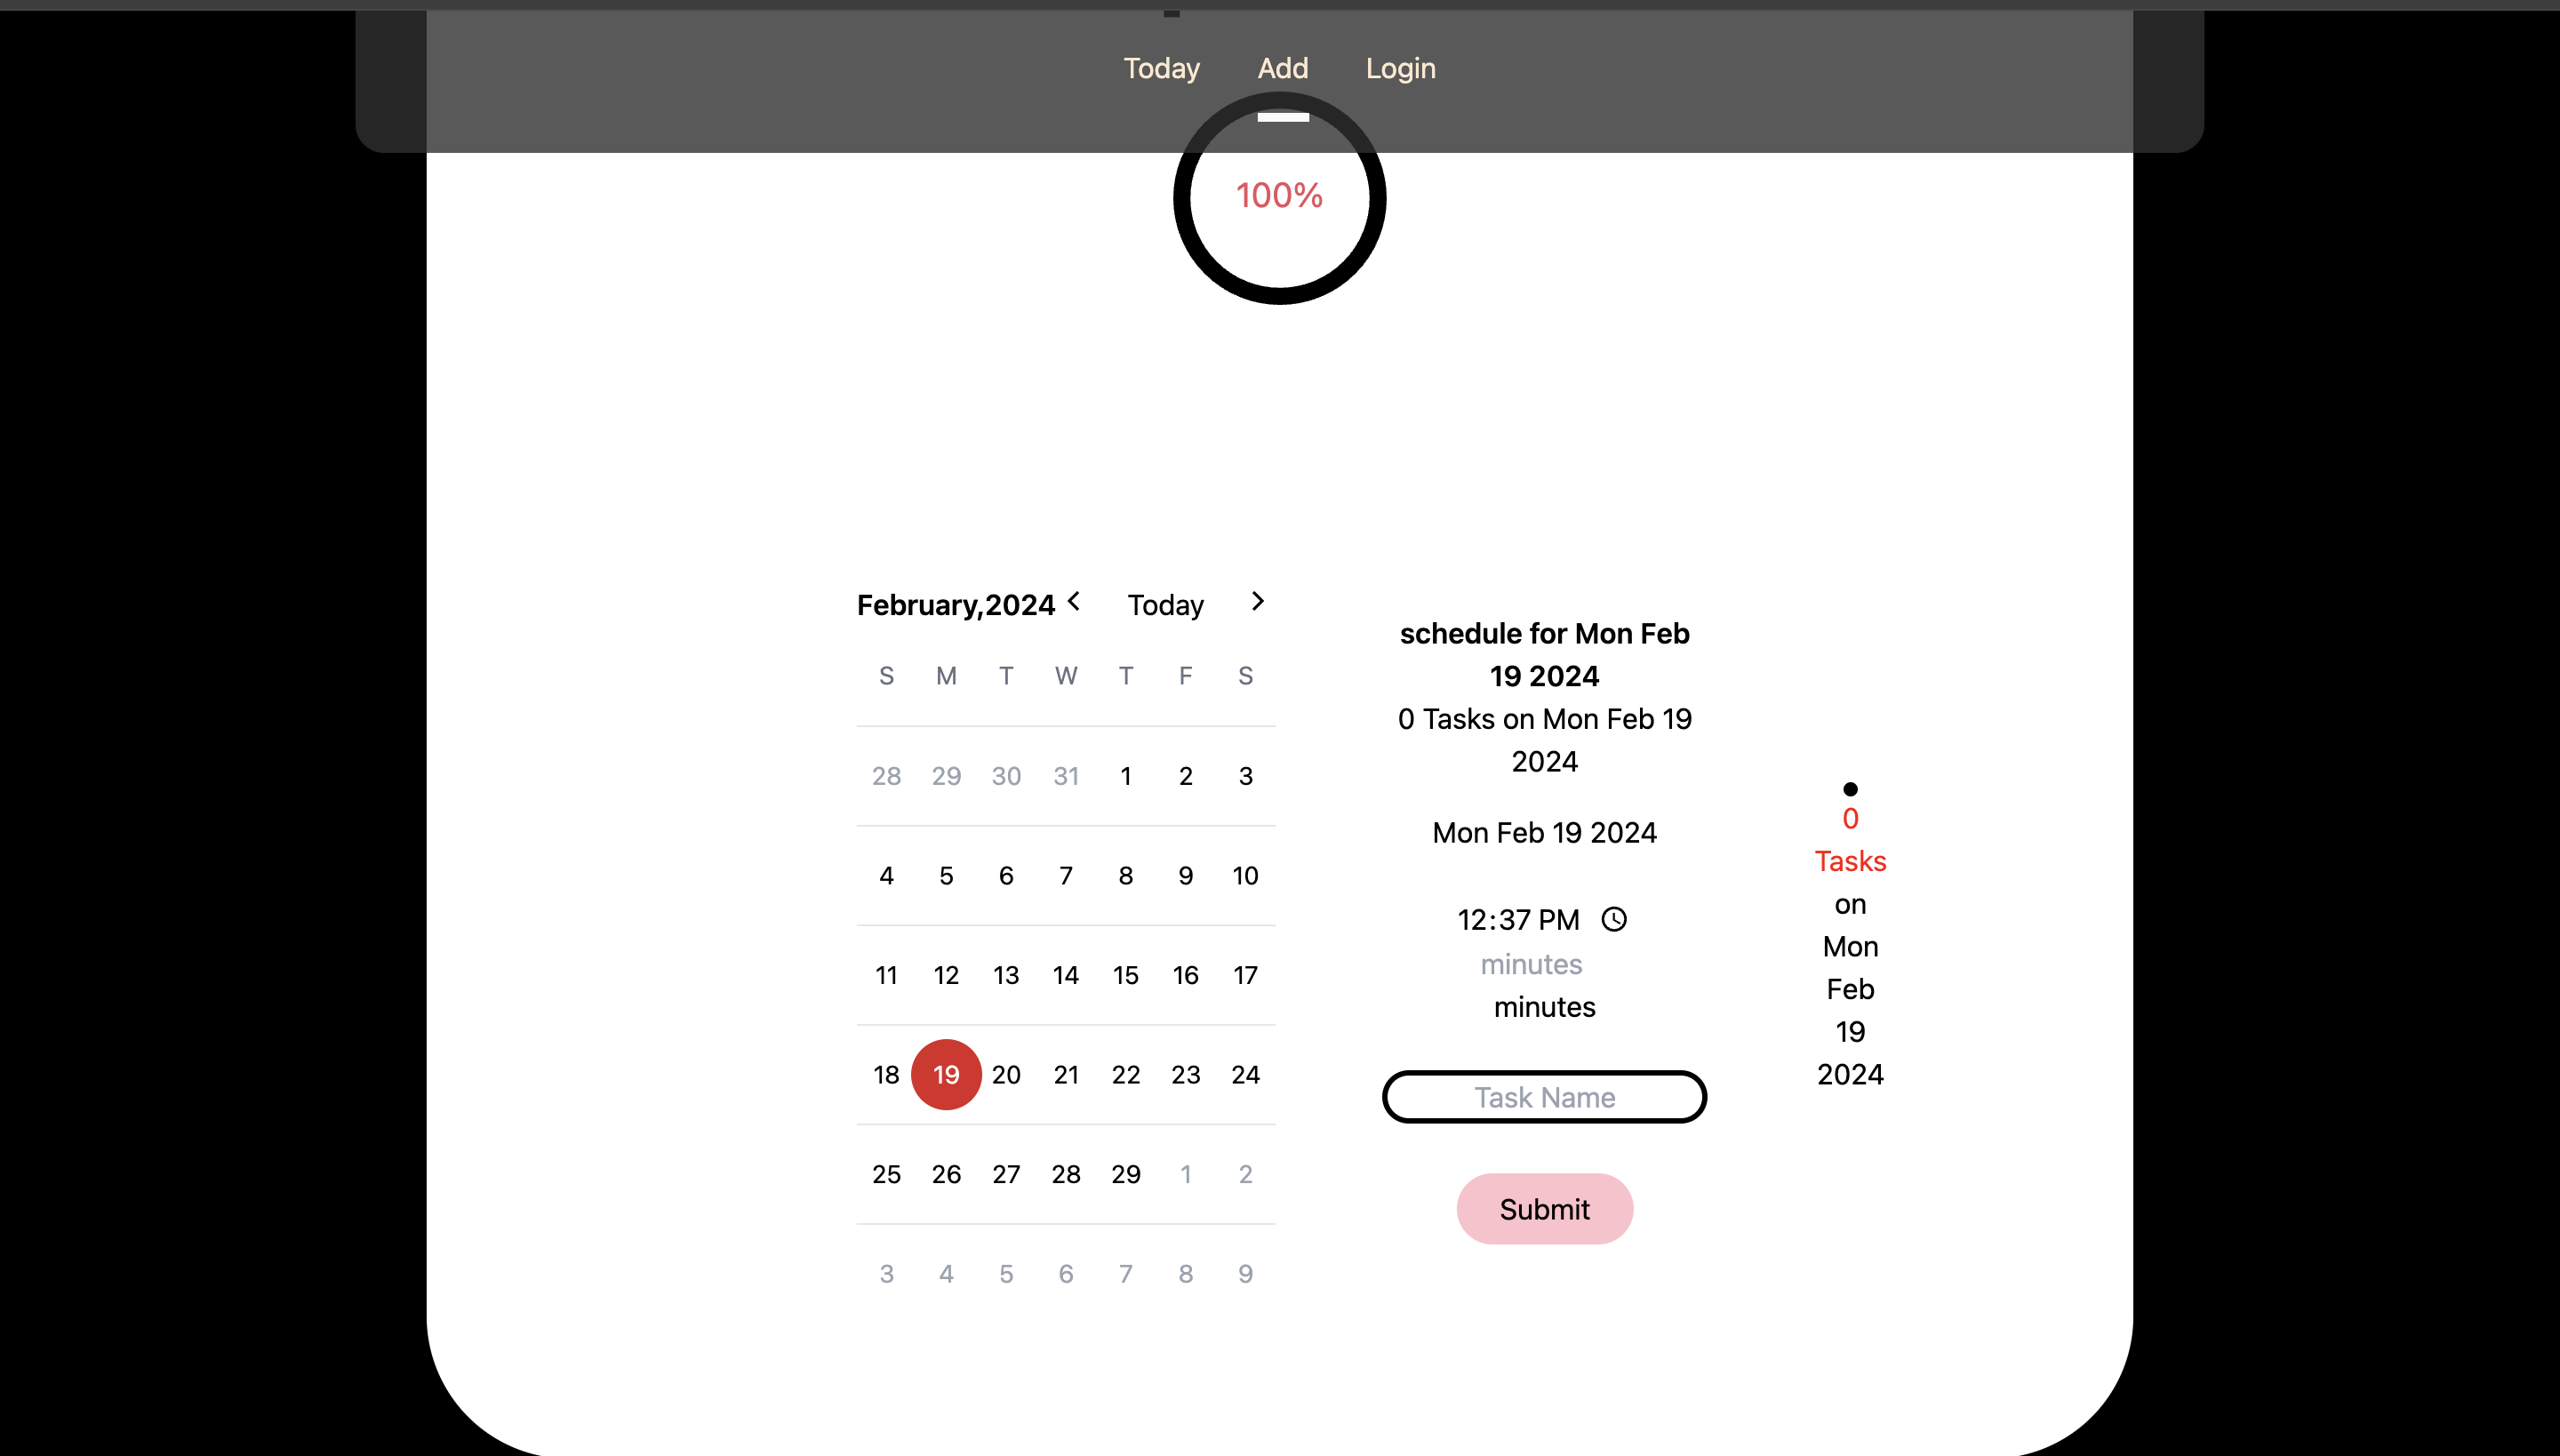 Today Add Login
100%
February,2024 Today
S M T W T F S
28 29 30 31 1 2 3
4 5 6 7 8 9 10
11 12 13 14 15 16 17
18 19 20 21 22 23 24
25 26 27 28 29 1 2
3 4 5 6 7 8 9
schedule for Mon Feb
19 2024
0 Tasks on Mon Feb 19
2024
Mon Feb 19 2024
12:37 PM
minutes
minutes
Task Name
Submit
0
Tasks
on
Mon
Feb
19
2024